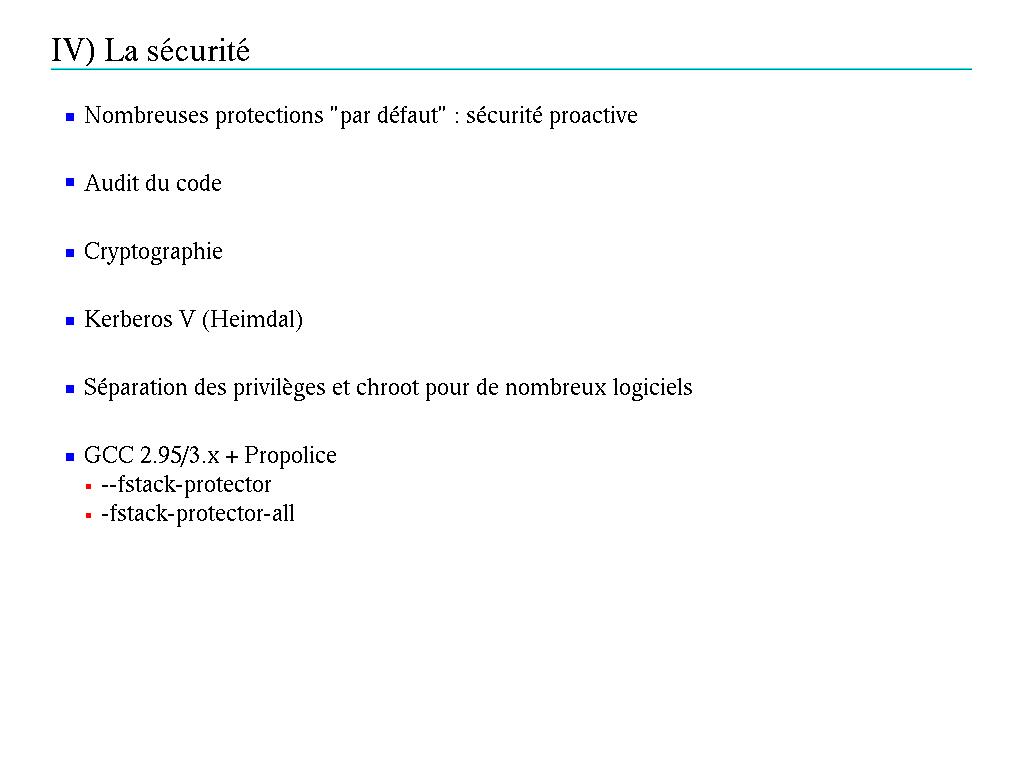 IV) La sécurité
Nombreuses protections "par défaut" : sécurité proactive
Audit du code
Cryptographie
Kerberos V (Heimdal)
Séparation des privilèges et chroot pour de nombreux logiciels
GCC 2.95/3.x + Propolice
--fstack-protector
-fstack-protector-all